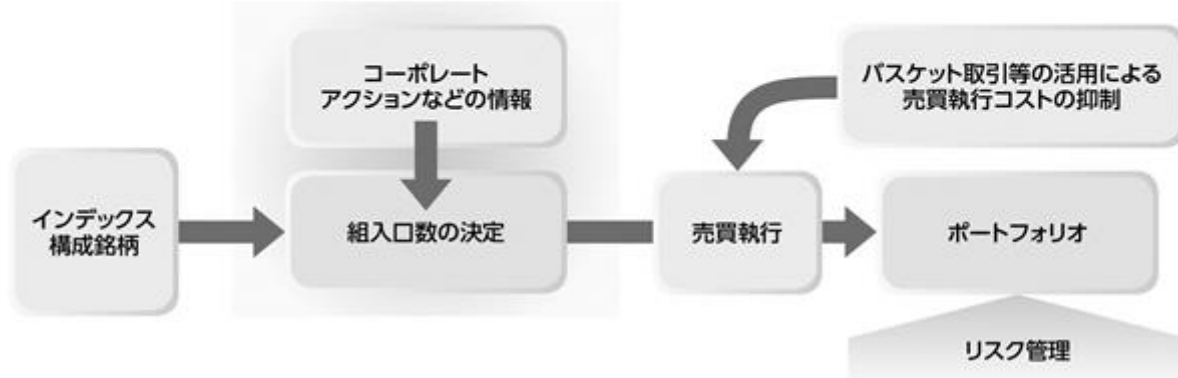 コーポレート
アクションなどの情報
バスケット取引等の活用による
売買執行コストの抑制
インデックス
構成銘柄
組入口数の決定
売買執行
ポートフォリオ
リスク管理